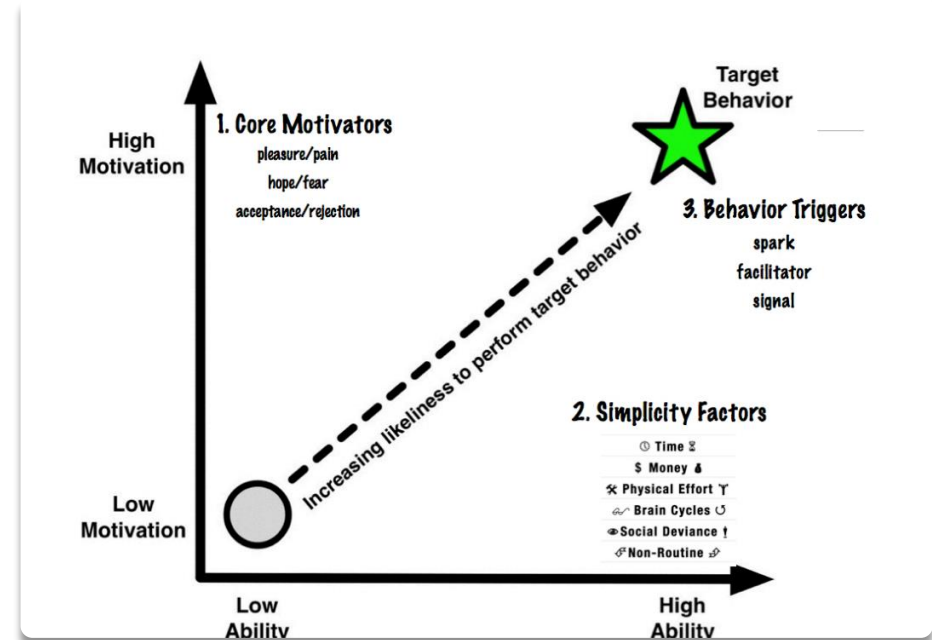 Target
Behavior
High
Motivation
1. Core Motivators
pleasure/pain
hope/fear
acceptance/rejection
3. Behavior Triggers
spark
facilitator
signal
Increasing likeliness to perform target behavior
2. Simplicity Factors
Time
$ Money
Physical Effort
Brain Cycles
Social Deviance
Non-Routine
Low
Motivation
Low
Ability
High
Ability